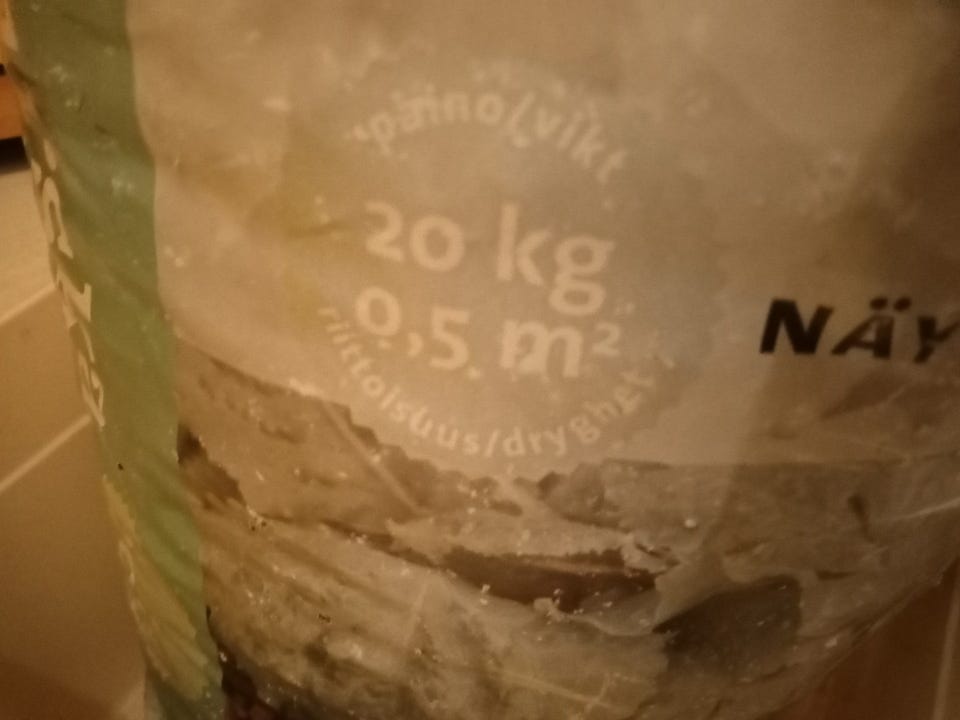 paino/vikt
20 kg
0,5 m²
riittoisuus/dryghet
NÄY